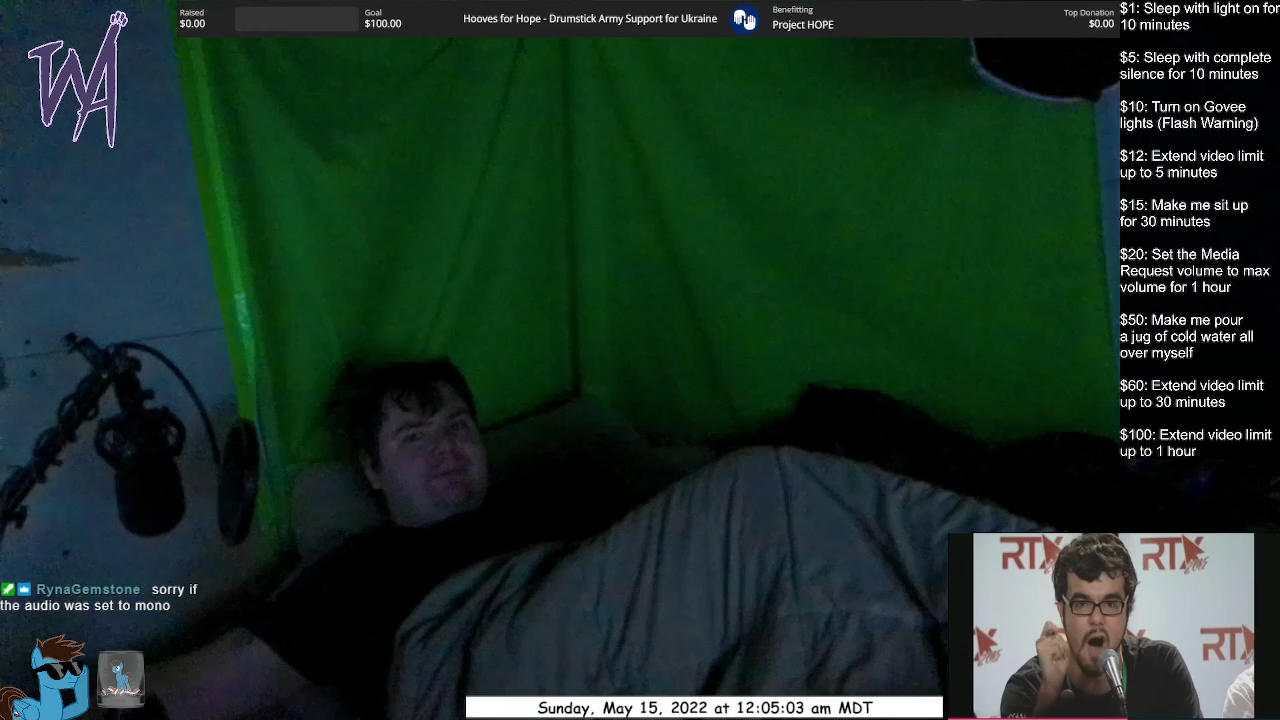 Raised
$0.00
Goal
$100.00
Hooves for Hope - Drumstick Army Support for Ukraine
Benefitting
Project HOPE
Top Donation
$0.00
TWA
$1: Sleep with light on for
10 minutes
$5: Sleep with complete
silence for 10 minutes
$10: Turn on Govee
lights (Flash Warning)
$12: Extend video limit
up to 5 minutes
$15: Make me sit up
for 30 minutes
$20: Set the Media
Request volume to max
volume for 1 hour
$50: Make me pour
a jug of cold water all
over myself
$60: Extend video limit
up to 30 minutes
$100: Extend video limit
up to 1 hour
RynaGemstone: sorry if
the audio was set to mono
RTX
RTX
2015
RT
Sunday, May 15, 2022 at 12:05:03 am MDT